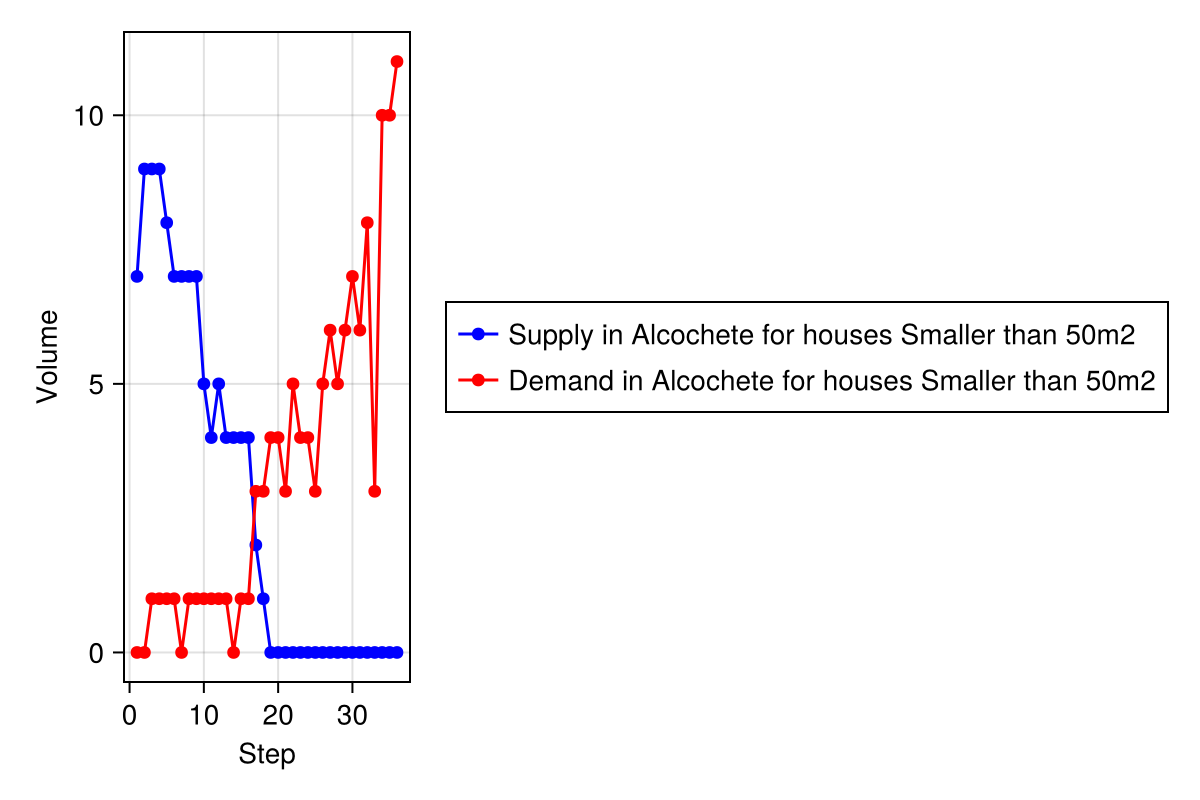 10
5
0
Volume
0 10 20 30
Step
Supply in Alcochete for houses Smaller than 50m2
Demand in Alcochete for houses Smaller than 50m2